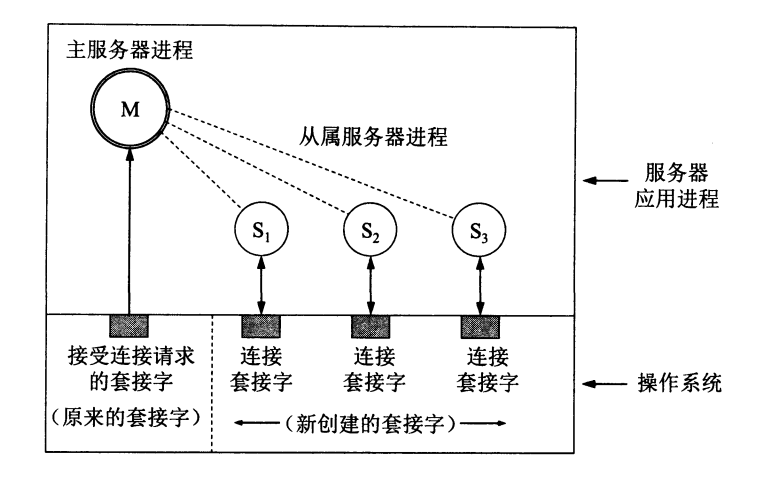 主服务器进程
M
从属服务器进程
服务器
应用进程
S₁
S₂
S₃
接受连接请求
的套接字
(原来的套接字)
连接
套接字
连接
套接字
连接
套接字
(新创建的套接字)
操作系统